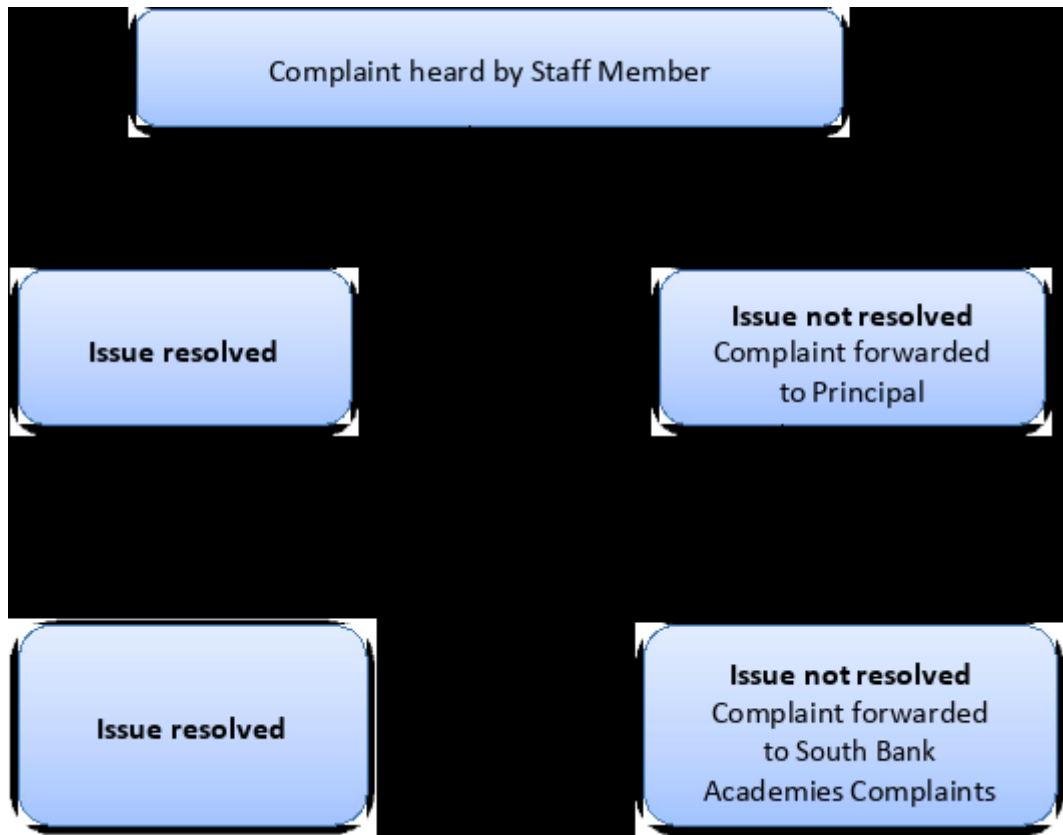 Complaint heard by Staff Member
Issue resolved
Issue not resolved
Complaint forwarded
to Principal
Issue resolved
Issue not resolved
Complaint forwarded
to South Bank
Academies Complaints